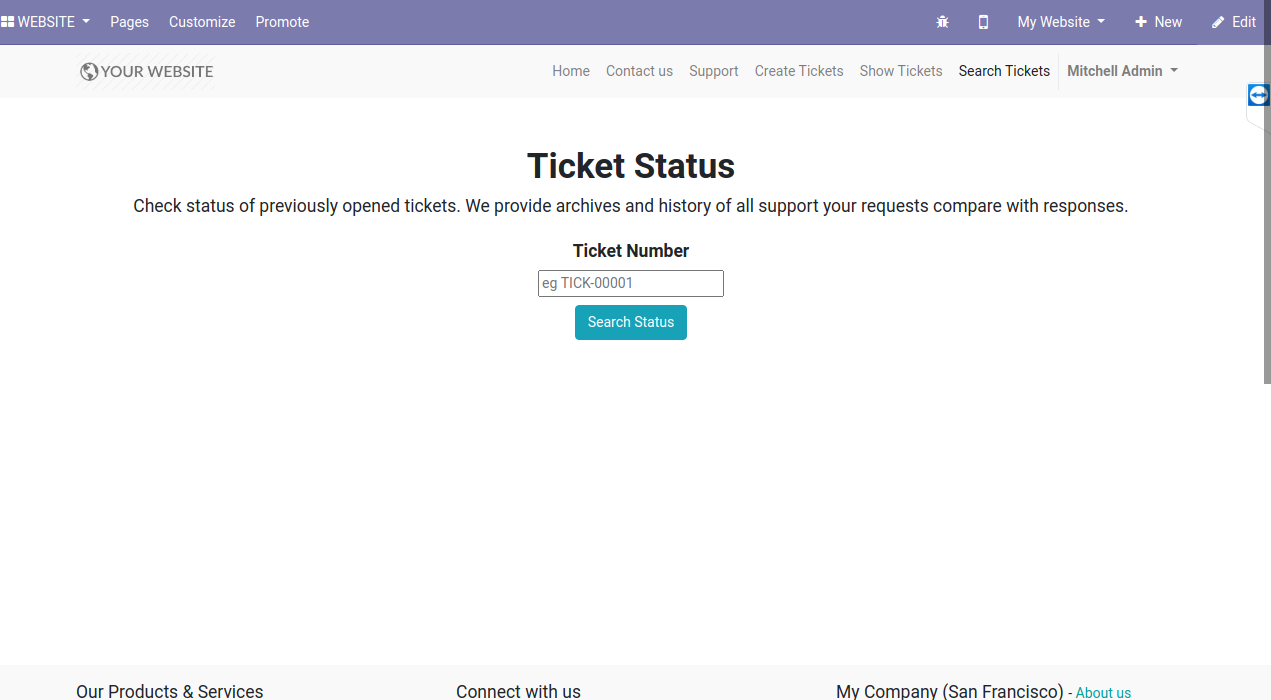 WEBSITE Pages Customize Promote My Website New Edit
YOUR WEBSITE Home Contact us Support Create Tickets Show Tickets Search Tickets Mitchell Admin
Ticket Status
Check status of previously opened tickets. We provide archives and history of all support your requests compare with responses.
Ticket Number
eg TICK-00001
Search Status
Our Products & Services Connect with us My Company (San Francisco) - About us